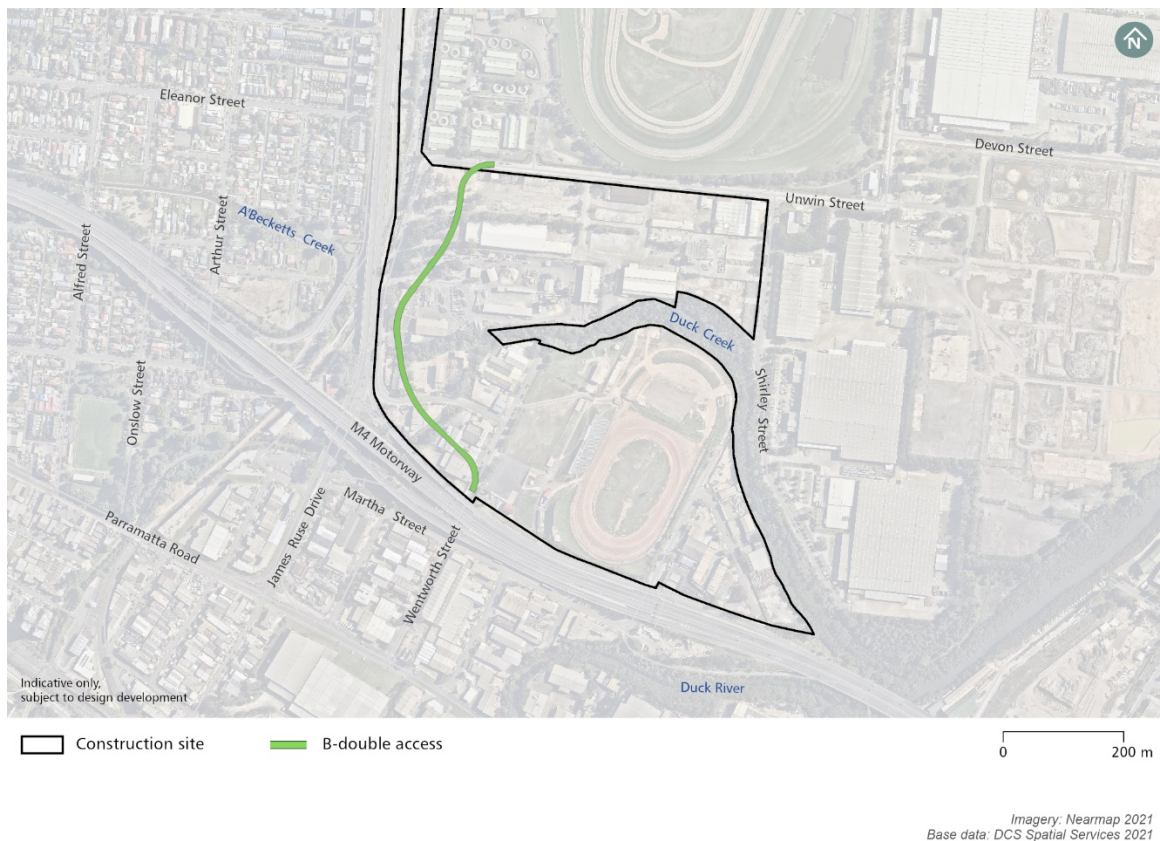 N
Eleanor Street
Devon Street
Unwin Street
A'Becketts Creek
Arthur Street
Alfred Street
Duck Creek
Shirley Street
Onslow Street
M4 Motorway
Martha Street
Parramatta Road
James Ruse Drive
Wentworth Street
Duck River
Indicative only,
subject to design development
Construction site
B-double access
0
200 m
Imagery: Nearmap 2021
Base data: DCS Spatial Services 2021